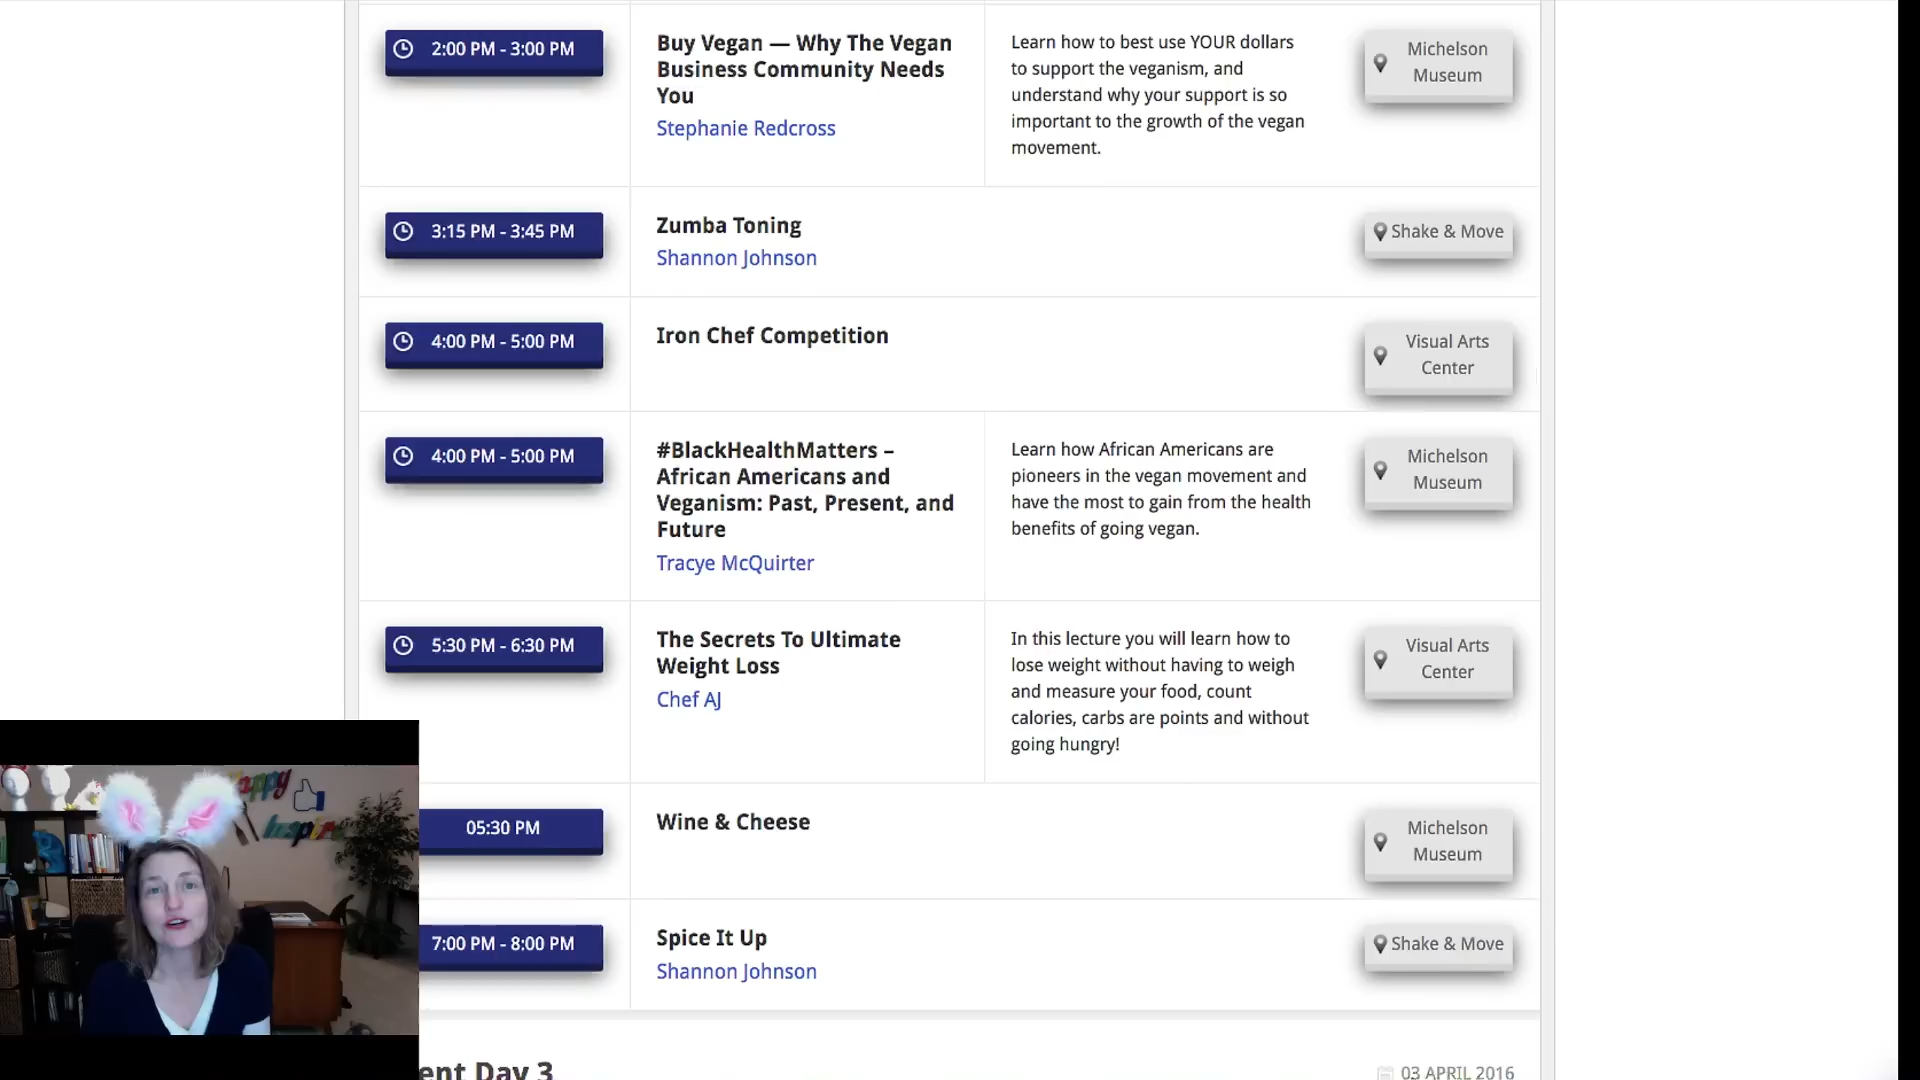 2:00 PM - 3:00 PM
Buy Vegan — Why The Vegan
Business Community Needs
You
Stephanie Redcross
Learn how to best use YOUR dollars
to support the veganism, and
understand why your support is so
important to the growth of the vegan
movement.
Michelson
Museum
3:15 PM - 3:45 PM
Zumba Toning
Shannon Johnson
Shake & Move
4:00 PM - 5:00 PM
Iron Chef Competition
Visual Arts
Center
4:00 PM - 5:00 PM
#BlackHealthMatters –
African Americans and
Veganism: Past, Present, and
Future
Tracye McQuirter
Learn how African Americans are
pioneers in the vegan movement and
have the most to gain from the health
benefits of going vegan.
Michelson
Museum
5:30 PM - 6:30 PM
The Secrets To Ultimate
Weight Loss
Chef AJ
In this lecture you will learn how to
lose weight without having to weigh
and measure your food, count
calories, carbs are points and without
going hungry!
Visual Arts
Center
05:30 PM
Wine & Cheese
Michelson
Museum
7:00 PM - 8:00 PM
Spice It Up
Shannon Johnson
Shake & Move
ent Day 3
03 APRIL 2016
Happy
Inspire